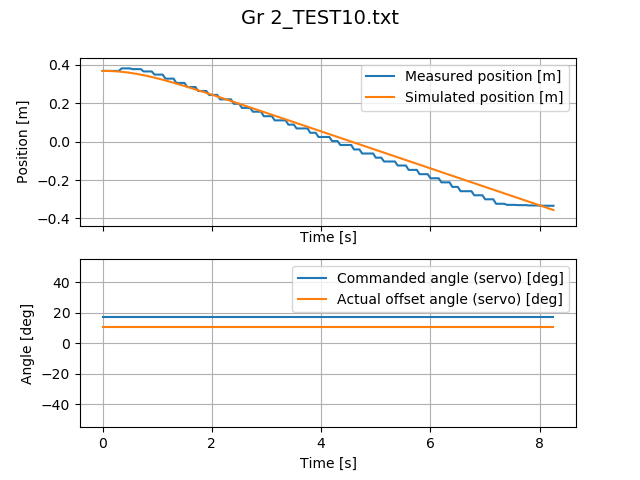 Gr 2_TEST10.txt
0.4
0.2
0.0
−0.2
−0.4
Position [m]
Measured position [m]
Simulated position [m]
Time [s]
40
20
0
−20
−40
Angle [deg]
Commanded angle (servo) [deg]
Actual offset angle (servo) [deg]
0 2 4 6 8
Time [s]